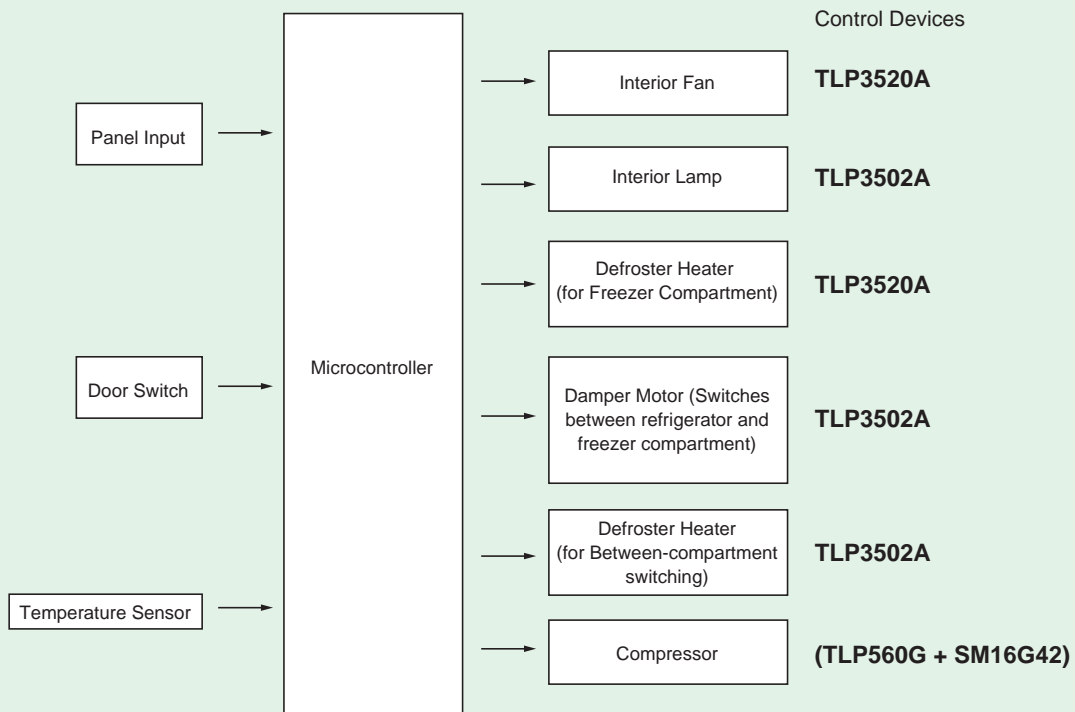 Control Devices
Interior Fan
TLP3520A
Panel Input
Interior Lamp
TLP3502A
Defroster Heater
(for Freezer Compartment)
TLP3520A
Microcontroller
Door Switch
Damper Motor (Switches
between refrigerator and
freezer compartment)
TLP3502A
Defroster Heater
(for Between-compartment
switching)
TLP3502A
Temperature Sensor
Compressor
(TLP560G + SM16G42)